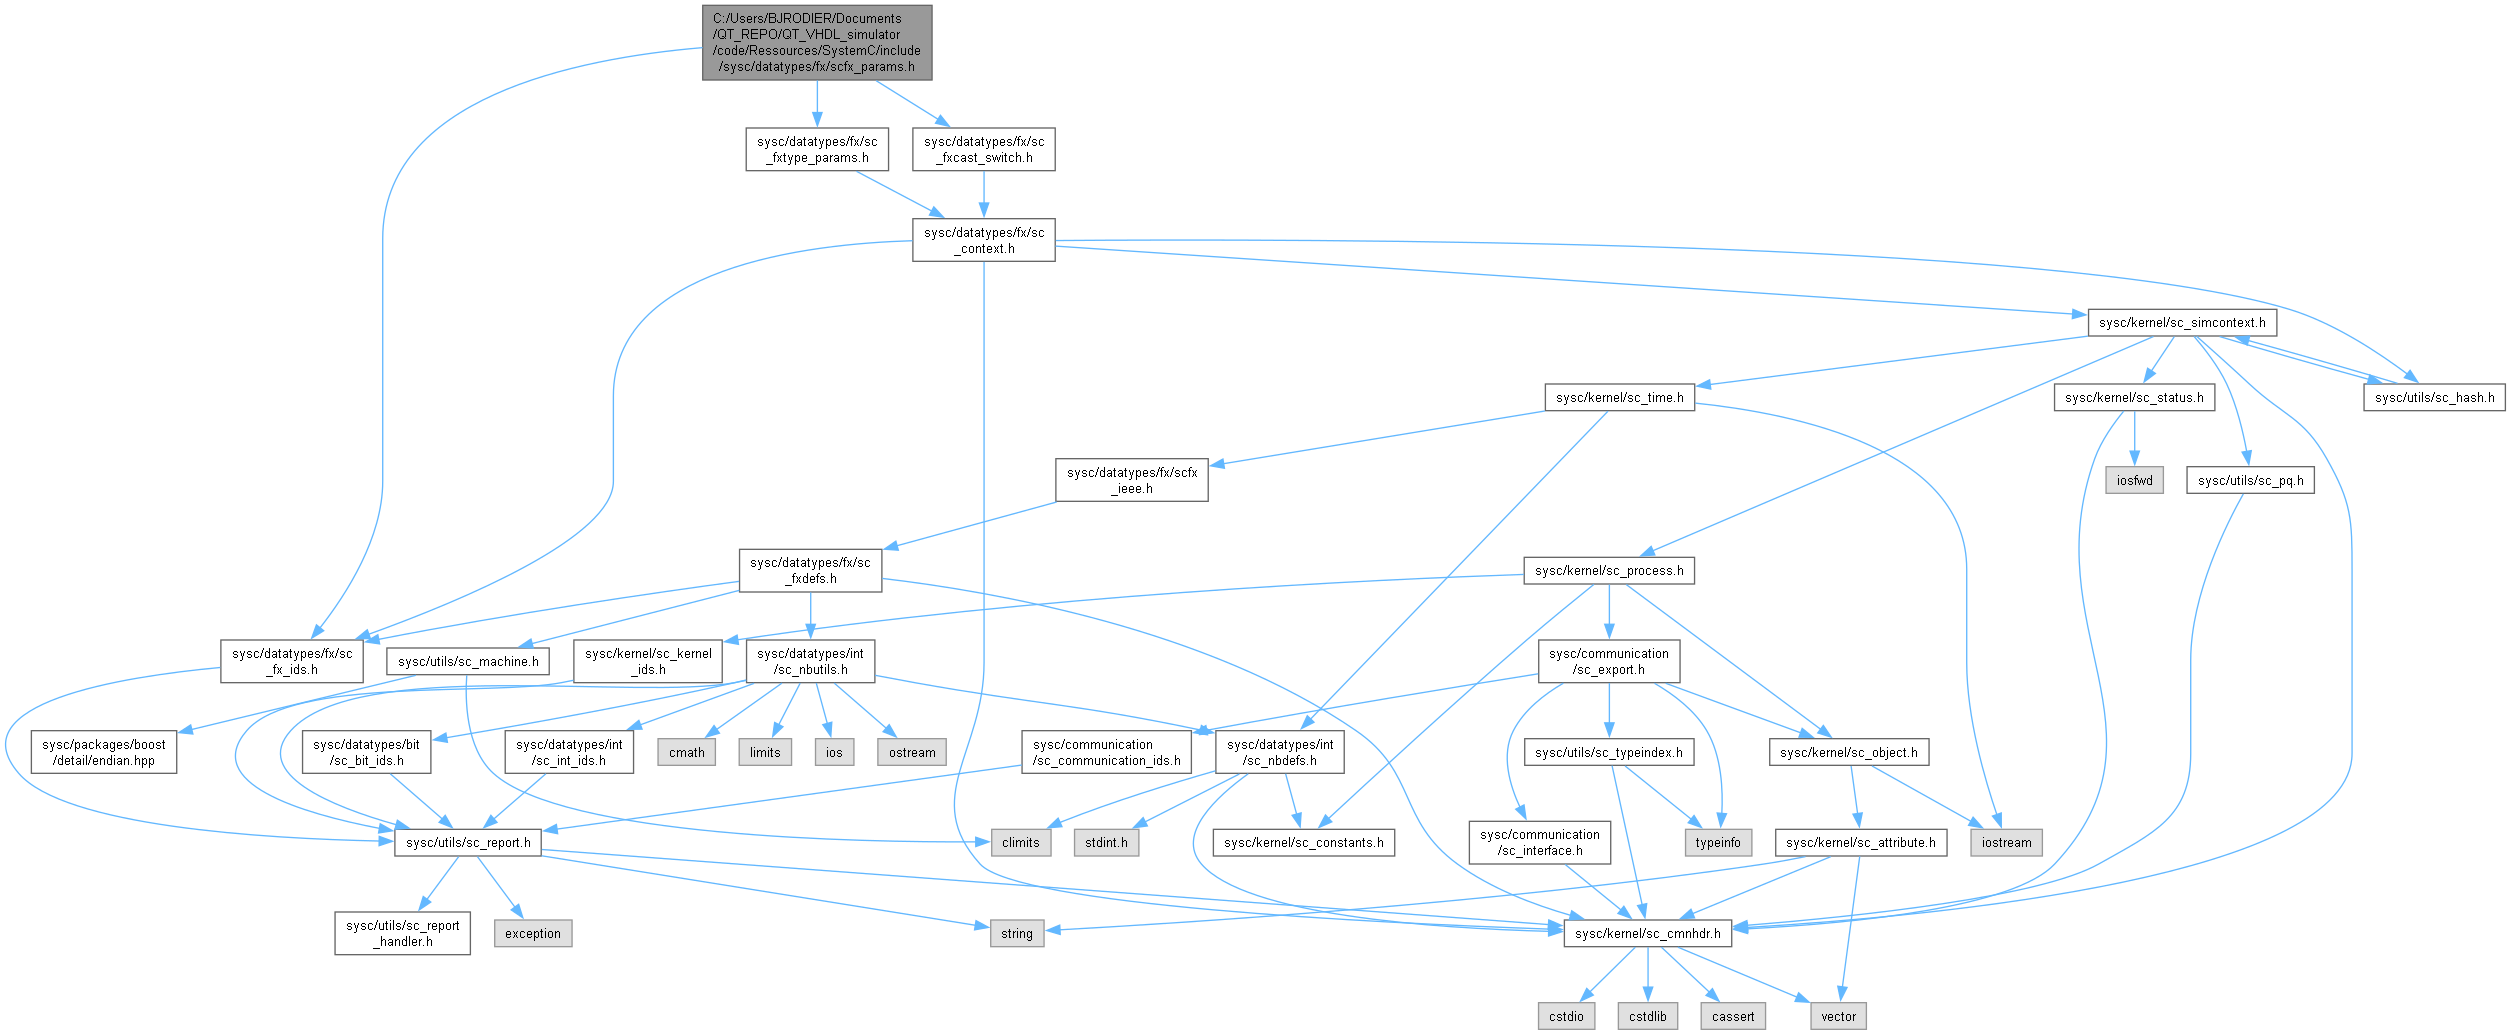 C:/Users/BJRODIER/Documents
/QT_REPO/QT_VHDL_simulator
/code/Ressources/SystemC/include
/sysc/datatypes/fx/scfx_params.h
sysc/datatypes/fx/sc
_fxtype_params.h
sysc/datatypes/fx/sc
_fxcast_switch.h
sysc/datatypes/fx/sc
_context.h
sysc/kernel/sc_simcontext.h
sysc/kernel/sc_time.h
sysc/kernel/sc_status.h
sysc/utils/sc_hash.h
sysc/datatypes/fx/scfx
_ieee.h
iosfwd
sysc/utils/sc_pq.h
sysc/datatypes/fx/sc
_fxdefs.h
sysc/kernel/sc_process.h
sysc/datatypes/fx/sc
_fx_ids.h
sysc/utils/sc_machine.h
sysc/kernel/sc_kernel
_ids.h
sysc/datatypes/int
/sc_nbutils.h
sysc/communication
/sc_export.h
sysc/packages/boost
/detail/endian.hpp
sysc/datatypes/bit
/sc_bit_ids.h
sysc/datatypes/int
/sc_int_ids.h
cmath
limits
ios
ostream
sysc/communication
/sc_communication_ids.h
sysc/datatypes/int
/sc_nbdefs.h
sysc/utils/sc_typeindex.h
sysc/kernel/sc_object.h
sysc/utils/sc_report.h
climits
stdint.h
sysc/kernel/sc_constants.h
sysc/communication
/sc_interface.h
typeinfo
sysc/kernel/sc_attribute.h
iostream
sysc/utils/sc_report
_handler.h
exception
string
sysc/kernel/sc_cmnhdr.h
cstdio
cstdlib
cassert
vector